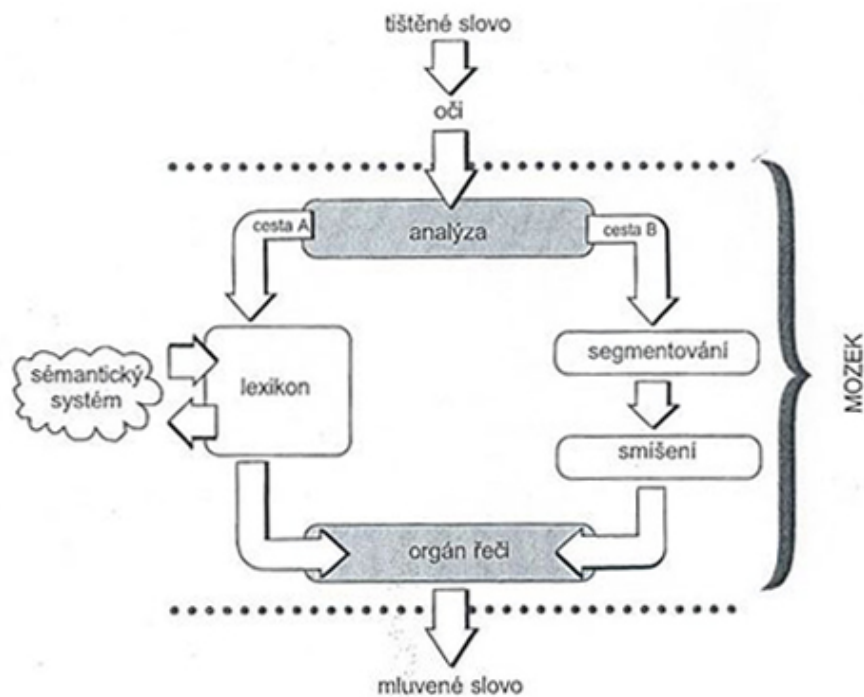 tištěné slovo
oči
cesta A
analýza
cesta B
sémantický
systém
lexikon
segmentování
smíšení
orgán řeči
mluvené slovo
MOZEK